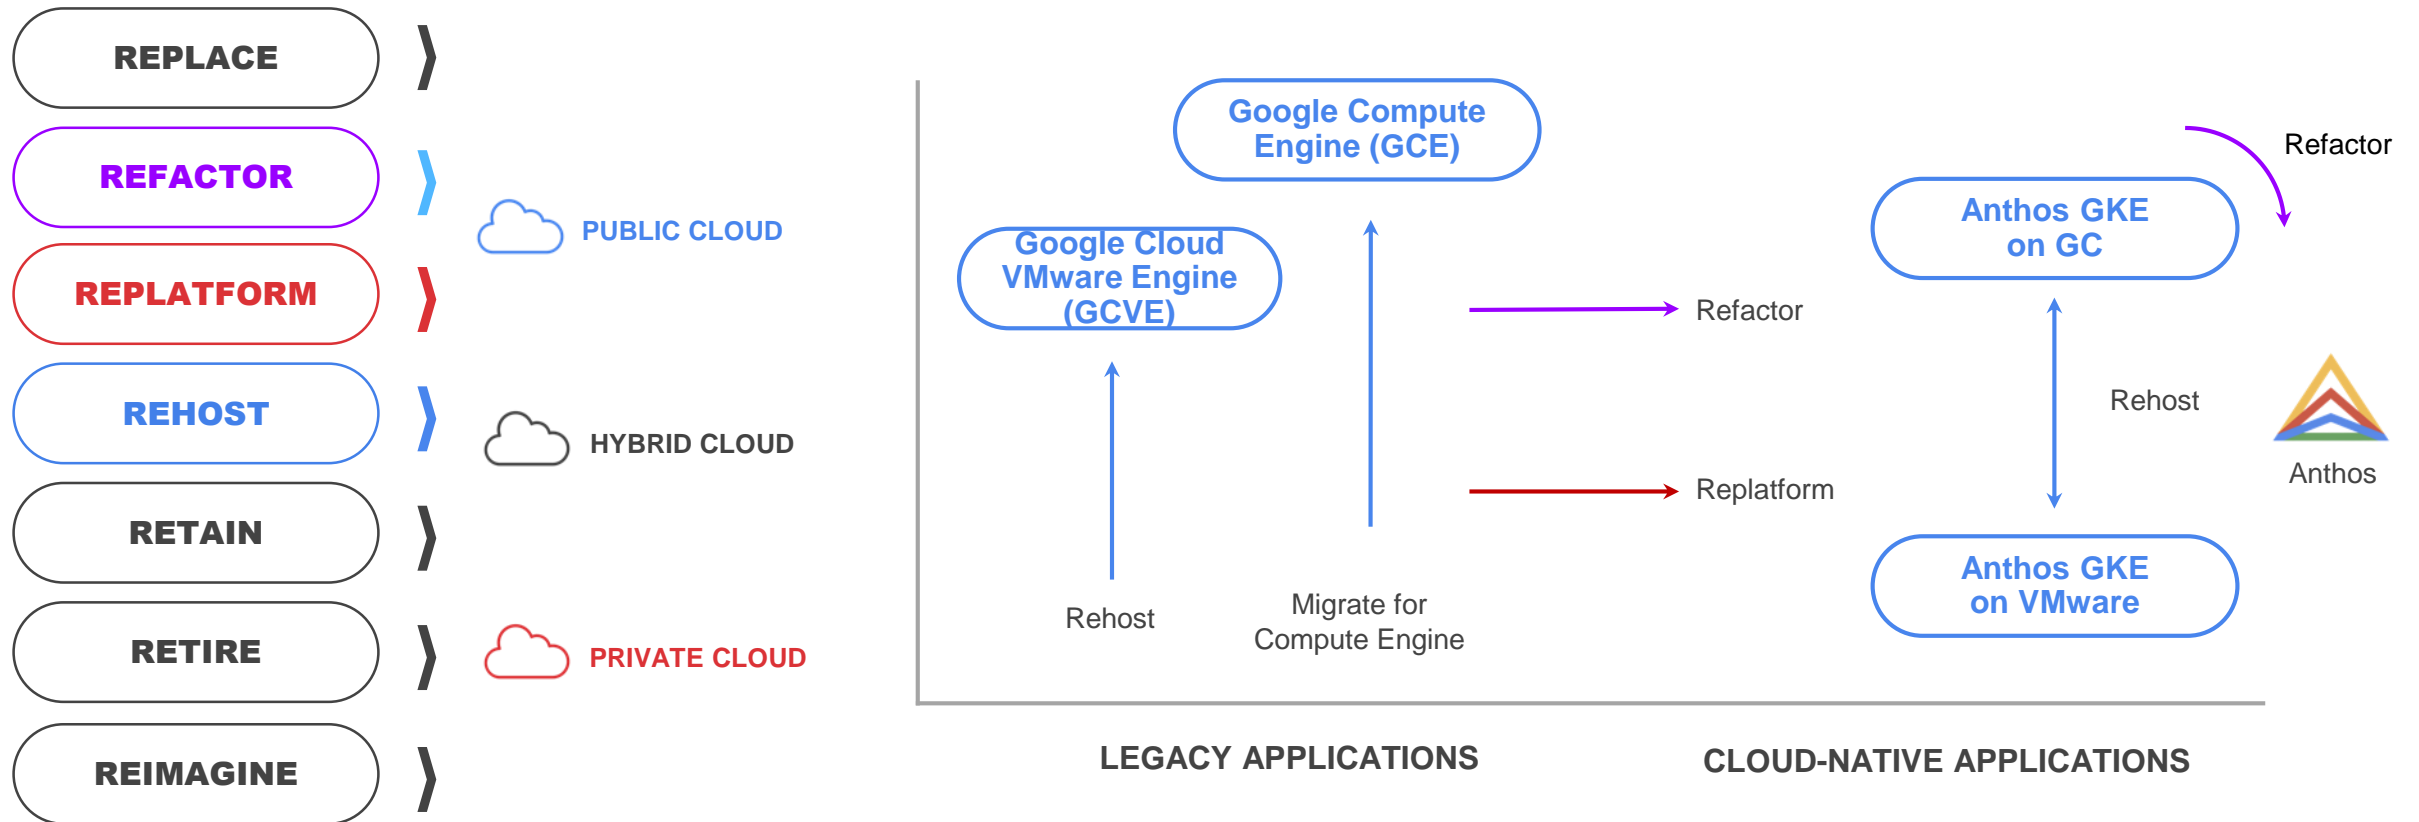 REPLACE
REFACTOR
REPLATFORM
REHOST
RETAIN
RETIRE
REIMAGINE
PUBLIC CLOUD
HYBRID CLOUD
PRIVATE CLOUD
Google Compute
Engine (GCE)
Google Cloud
VMware Engine
(GCVE)
Rehost
Migrate for
Compute Engine
Refactor
Replatform
Anthos GKE
on GC
Refactor
Rehost
Anthos
Anthos GKE
on VMware
LEGACY APPLICATIONS
CLOUD-NATIVE APPLICATIONS